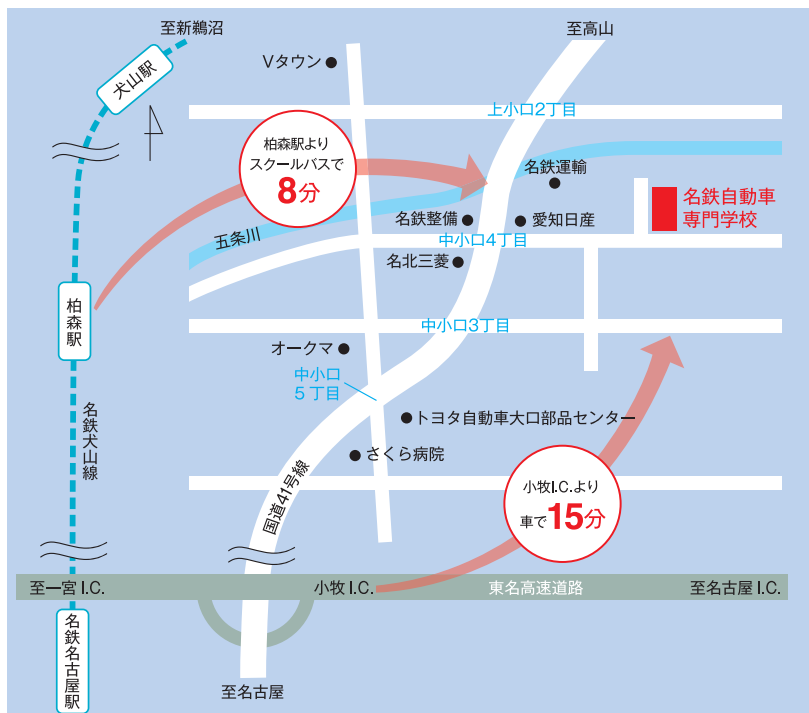 至新鵜沼
至高山
Vタウン
犬山駅
上小口2丁目
柏森駅より
スクールバスで
8分
名鉄運輸
名鉄自動車
専門学校
名鉄整備
愛知日産
五条川
中小口4丁目
名北三菱
柏森駅
中小口3丁目
オークマ
中小口
5丁目
名鉄犬山線
トヨタ自動車大口部品センター
さくら病院
国道41号線
小牧I.C.より
車で15分
至一宮 I.C.
小牧 I.C.
東名高速道路
至名古屋 I.C.
名鉄名古屋駅
至名古屋